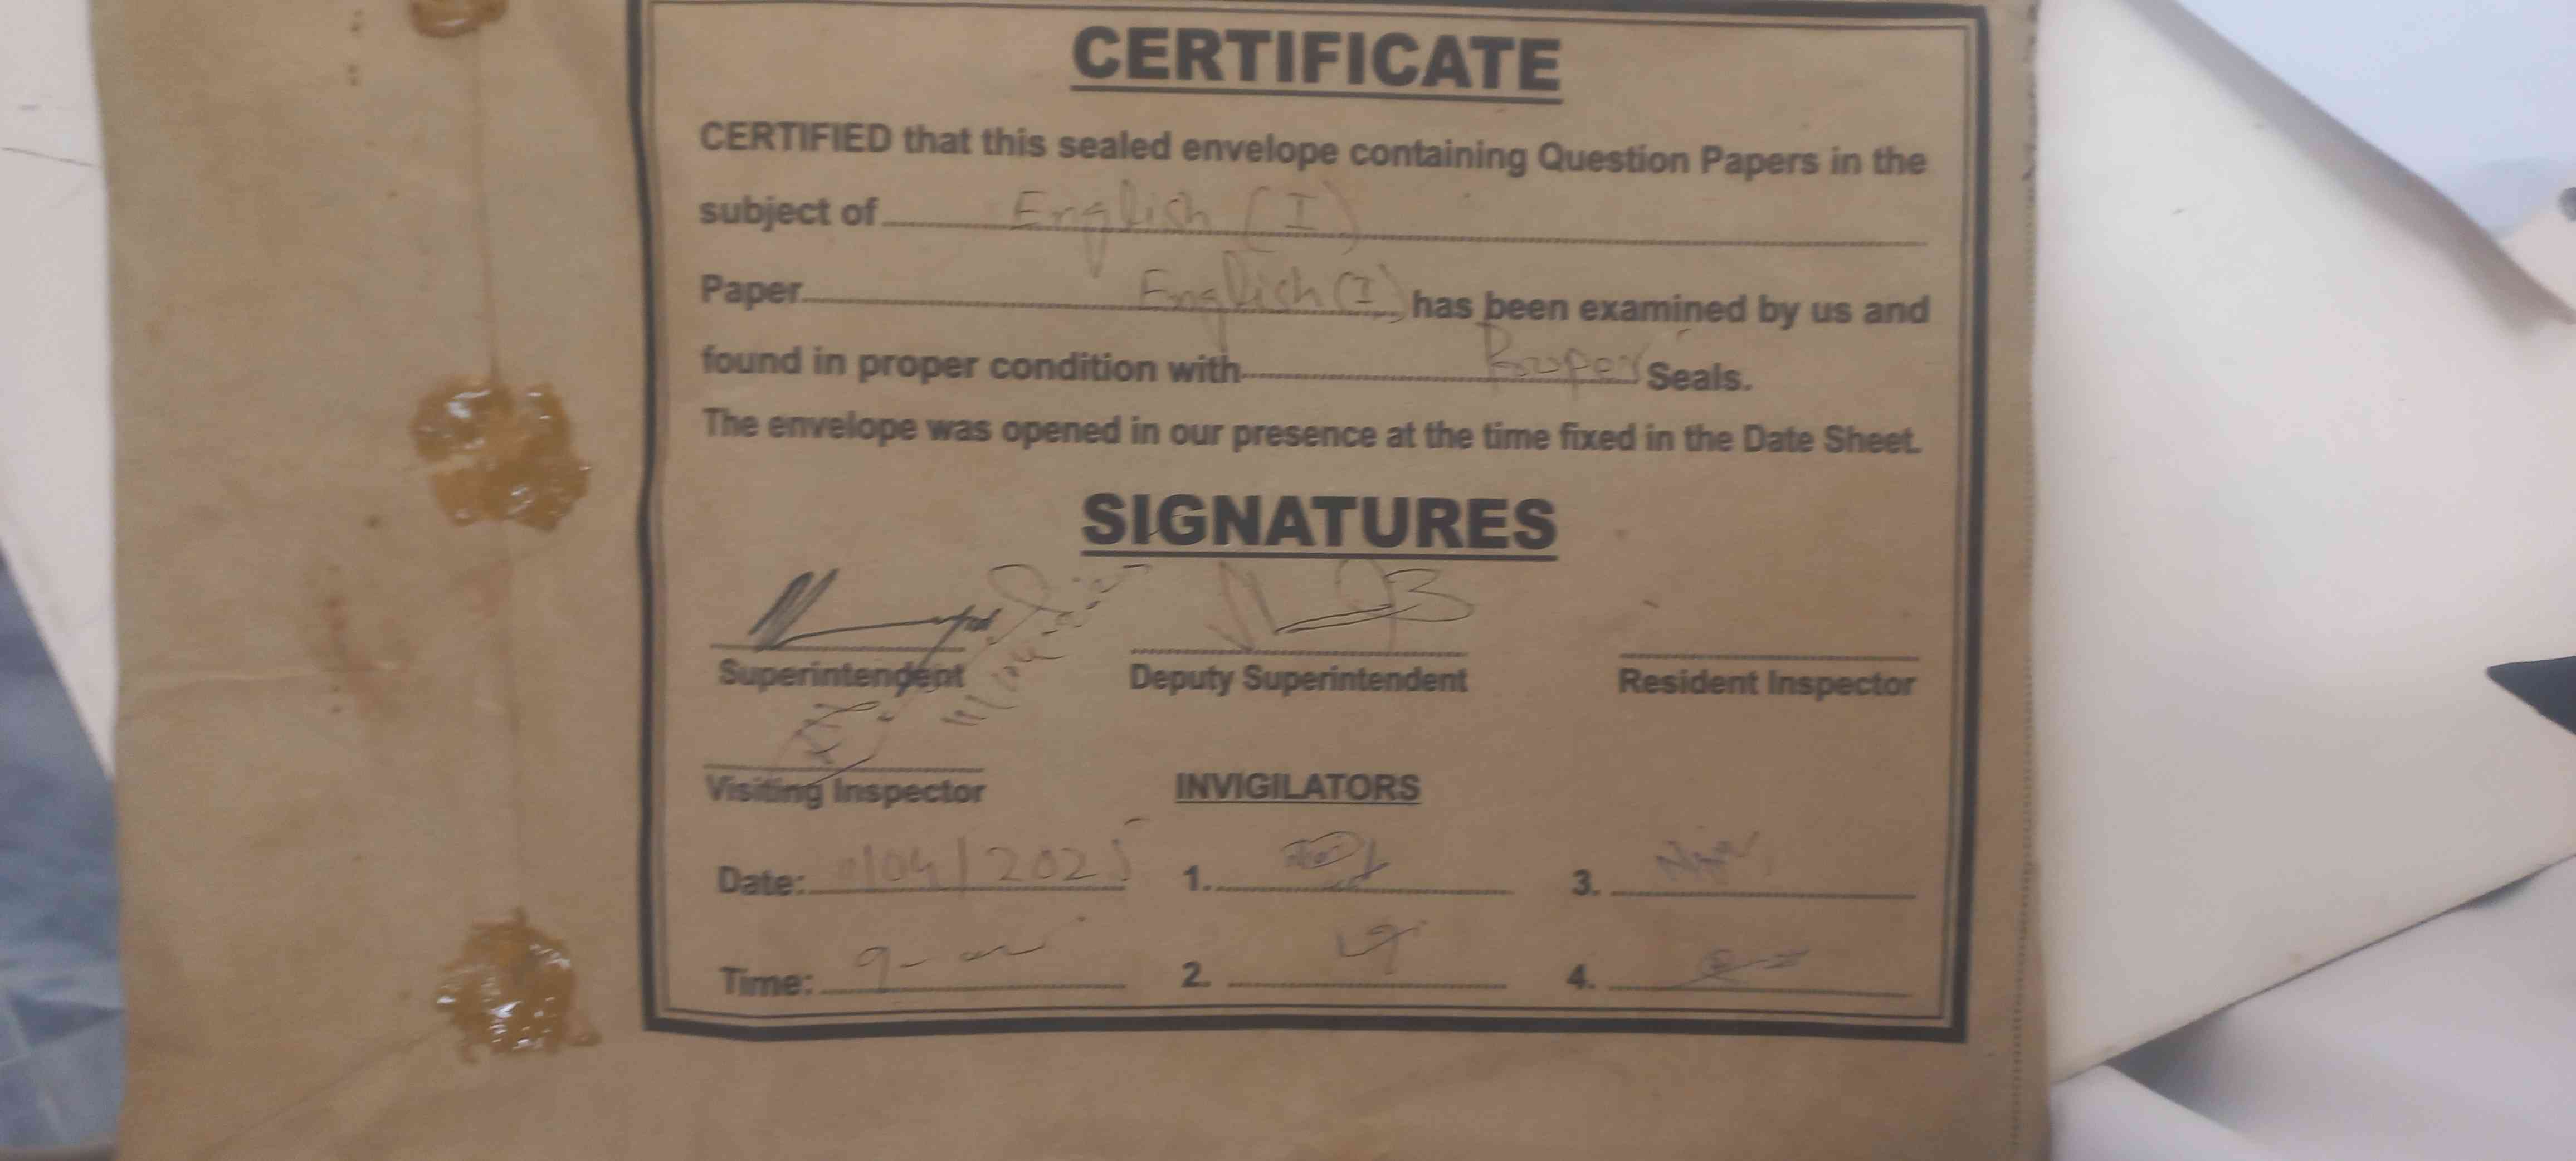 CERTIFICATE
CERTIFIED that this sealed envelope containing Question Papers in the
subject of English (I)
Paper English (I) has been examined by us and
found in proper condition with Proper Seals.
The envelope was opened in our presence at the time fixed in the Date Sheet.
SIGNATURES
Superintendent Deputy Superintendent Resident Inspector
Visiting Inspector INVIGILATORS
Date: /04/2025 1. 3.
Time: 9- 2. 4.